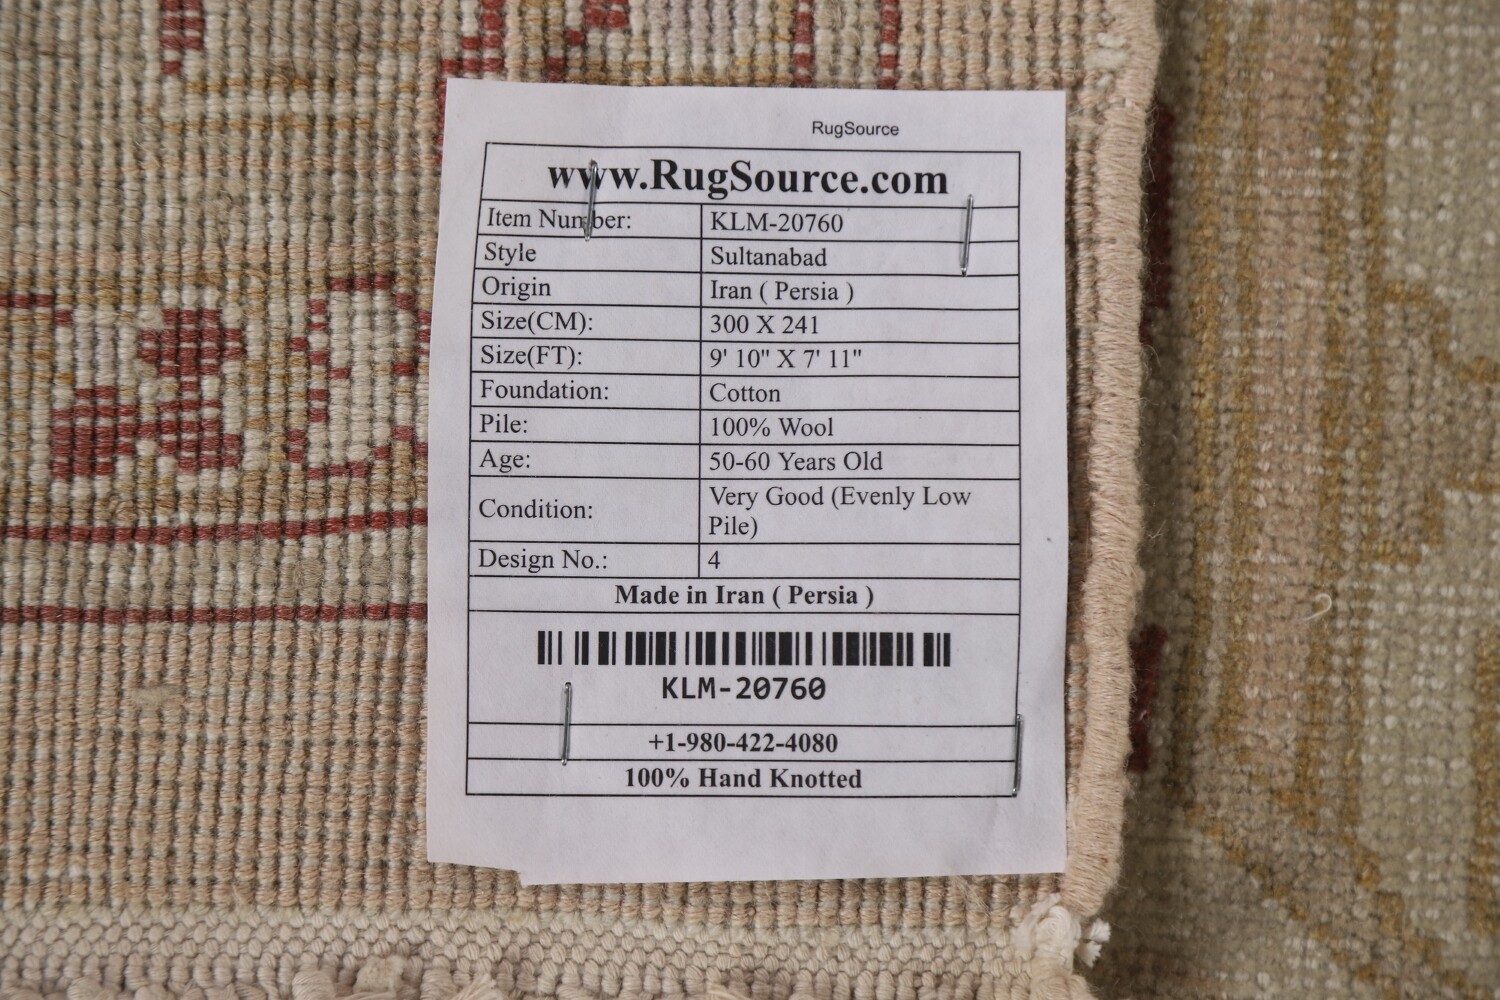 RugSource
www.RugSource.com
Item Number: KLM-20760
Style Sultanabad
Origin Iran ( Persia )
Size(CM): 300 X 241
Size(FT): 9' 10" X 7' 11"
Foundation: Cotton
Pile: 100% Wool
Age: 50-60 Years Old
Condition: Very Good (Evenly Low
Pile)
Design No.: 4
Made in Iran ( Persia )
KLM-20760
+1-980-422-4080
100% Hand Knotted